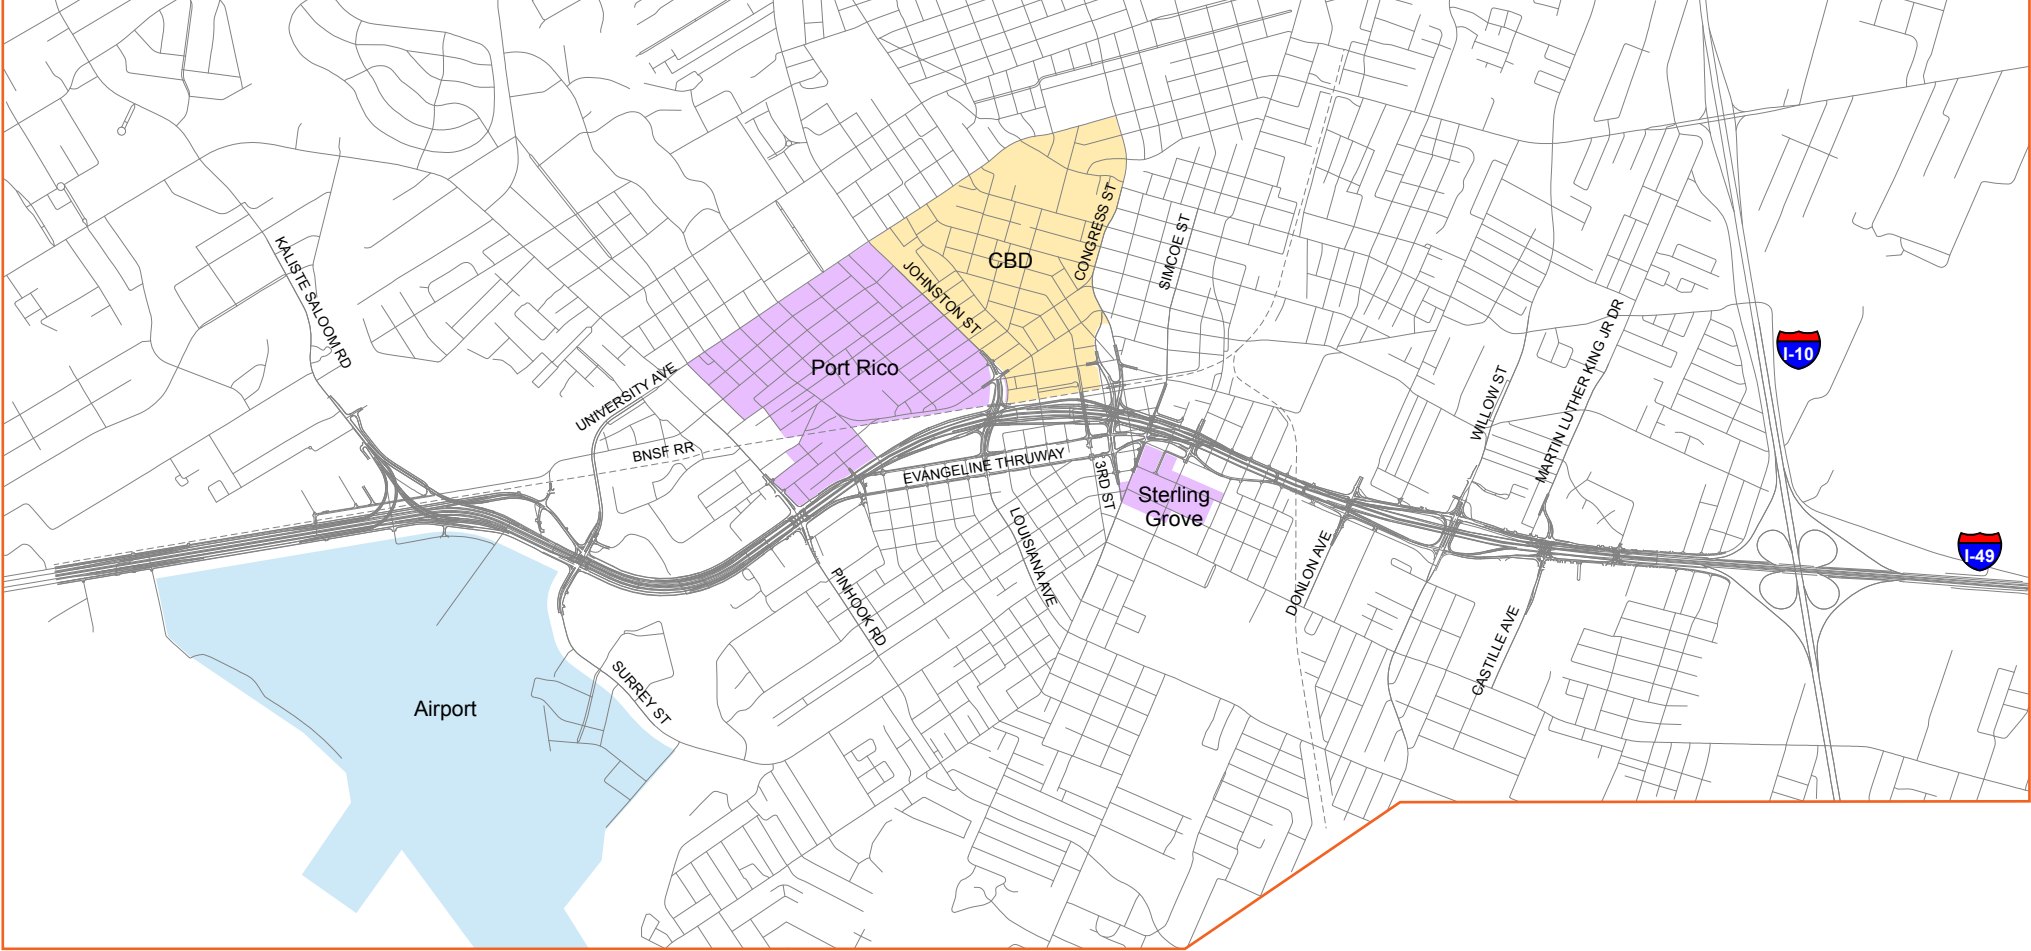 KALISTE SALOOM RD
UNIVERSITY AVE
BNSF RR
Port Rico
JOHNSTON ST
CBD
CONGRESS ST
SIMCOE ST
EVANGELINE THRUWAY
3RD ST
Sterling
Grove
LOUISIANA AVE
PINHOOK RD
SURREY ST
Airport
DONLON AVE
WILLOW ST
MARTIN LUTHER KING JR DR
CASTILLE AVE
I-10
I-49